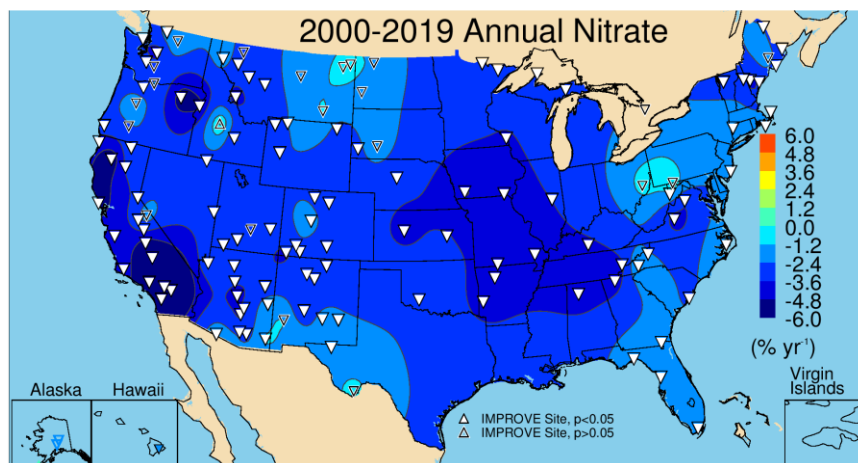 2000-2019 Annual Nitrate
6.0
4.8
3.6
2.4
1.2
0.0
-1.2
-2.4
-3.6
-4.8
-6.0
(% yr⁻¹)
Alaska
Hawaii
Virgin
Islands
IMPROVE Site, p<0.05
IMPROVE Site, p>0.05